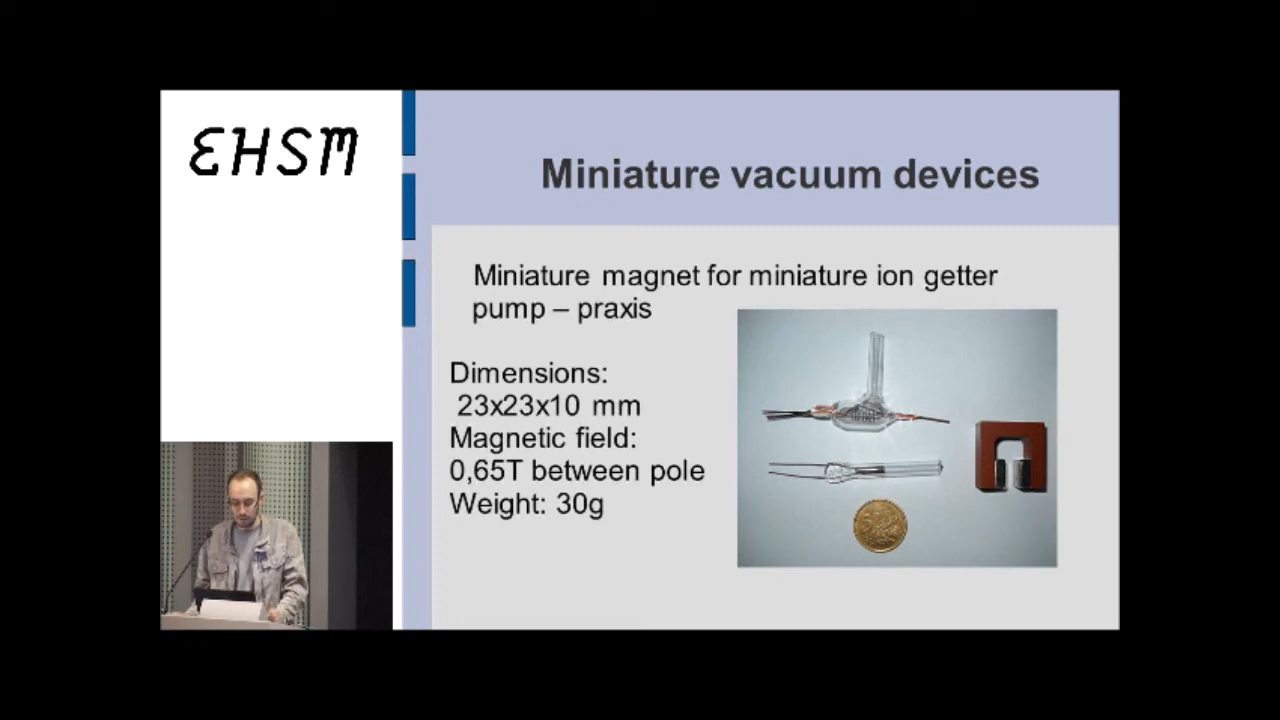 EHSM
Miniature vacuum devices
Miniature magnet for miniature ion getter
pump – praxis
Dimensions:
23x23x10 mm
Magnetic field:
0,65T between pole
Weight: 30g